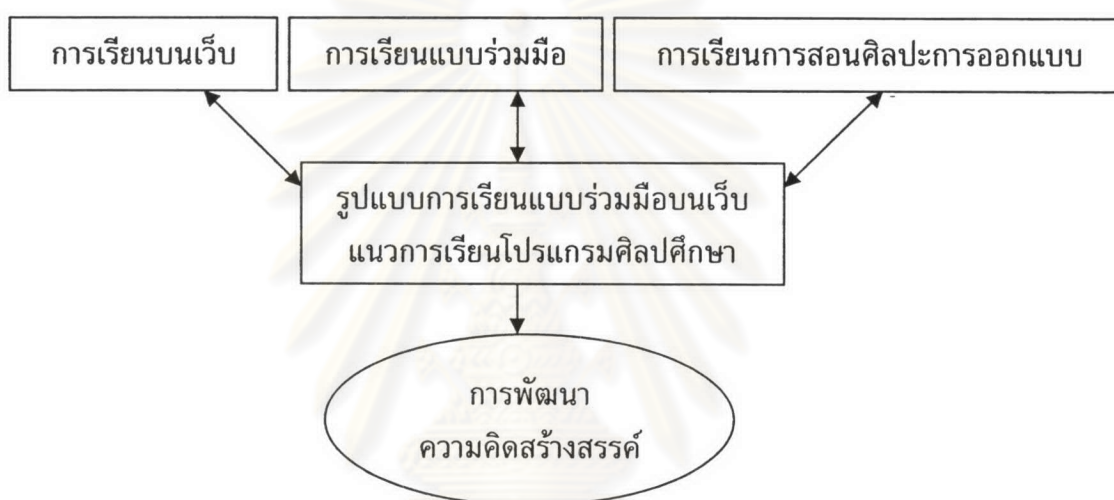 การเรียนบนเว็บ
การเรียนแบบร่วมมือ
การเรียนการสอนศิลปะการออกแบบ
รูปแบบการเรียนแบบร่วมมือบนเว็บ
แนวการเรียนโปรแกรมศิลปศึกษา
การพัฒนา
ความคิดสร้างสรรค์